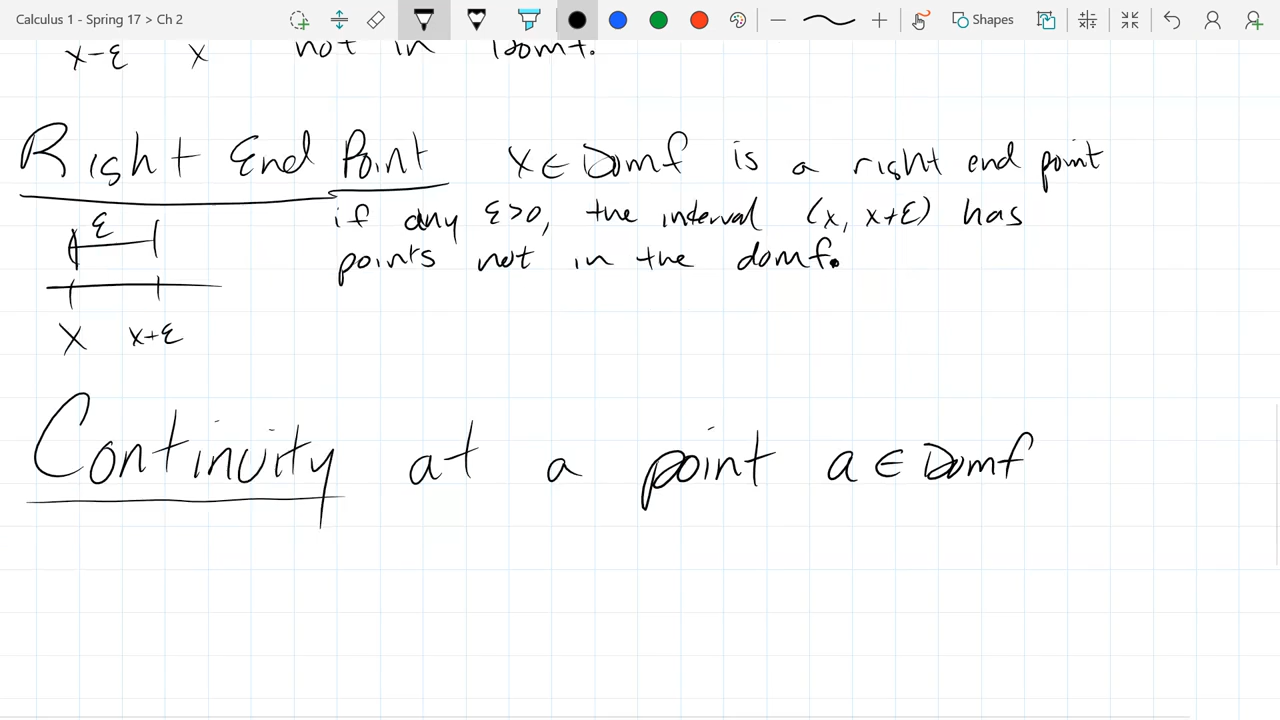 Calculus 1 - Spring 17 > Ch 2
Shapes
x-ε x not in Domf.
Right End Point x∈Domf is a right end point
if any ε>0, the interval (x, x+ε) has
points not in the domf.
ε
x x+ε
Continuity at a point a∈Domf